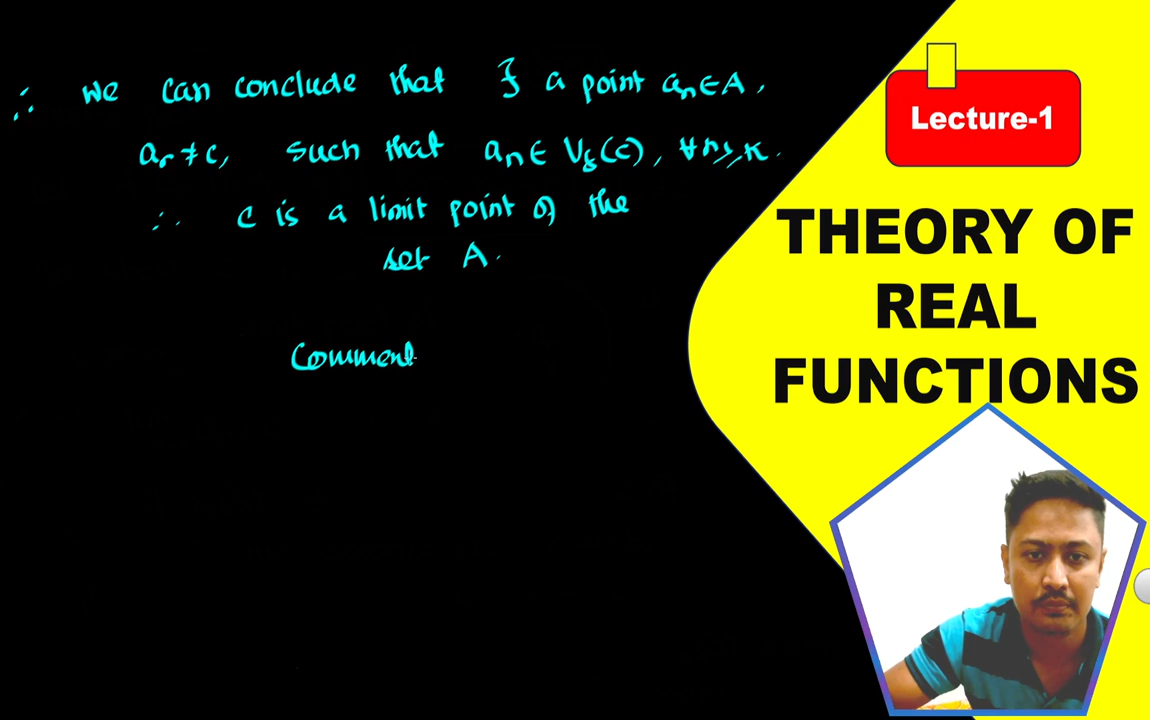 ∴ we can conclude that ∃ a point aₙ ∈ A,
aₙ ≠ c, such that aₙ ∈ V_δ(c), ∀ n ≥ K.
∴ c is a limit point of the
set A.
Comment
Lecture-1
THEORY OF
REAL
FUNCTIONS